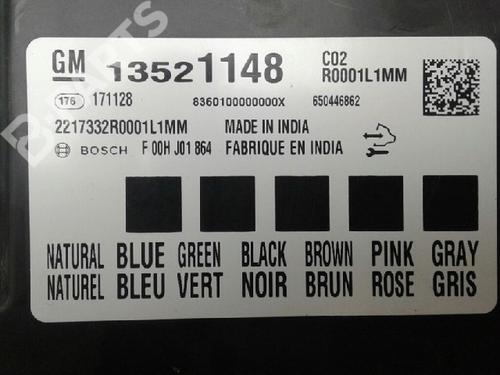 GM 13521148 C02
R0001L1MM
176 171128 8360100000000X 650446862
2217332R0001L1MM MADE IN INDIA
BOSCH F 00H J01 864 FABRIQUE EN INDIA
NATURAL BLUE GREEN BLACK BROWN PINK GRAY
NATUREL BLEU VERT NOIR BRUN ROSE GRIS